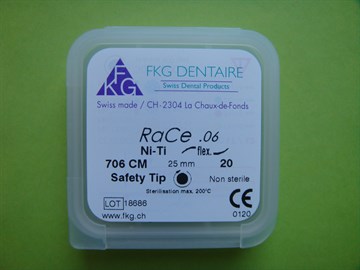 FKG
FKG DENTAIRE
Swiss Dental Products
Swiss made / CH-2304 La Chaux-de-Fonds
RaCe .06
Ni-Ti flex.
706 CM 25 mm 20
Safety Tip Non sterile
Sterilisation max. 200°C
LOT 18686
www.fkg.ch
CE
0120